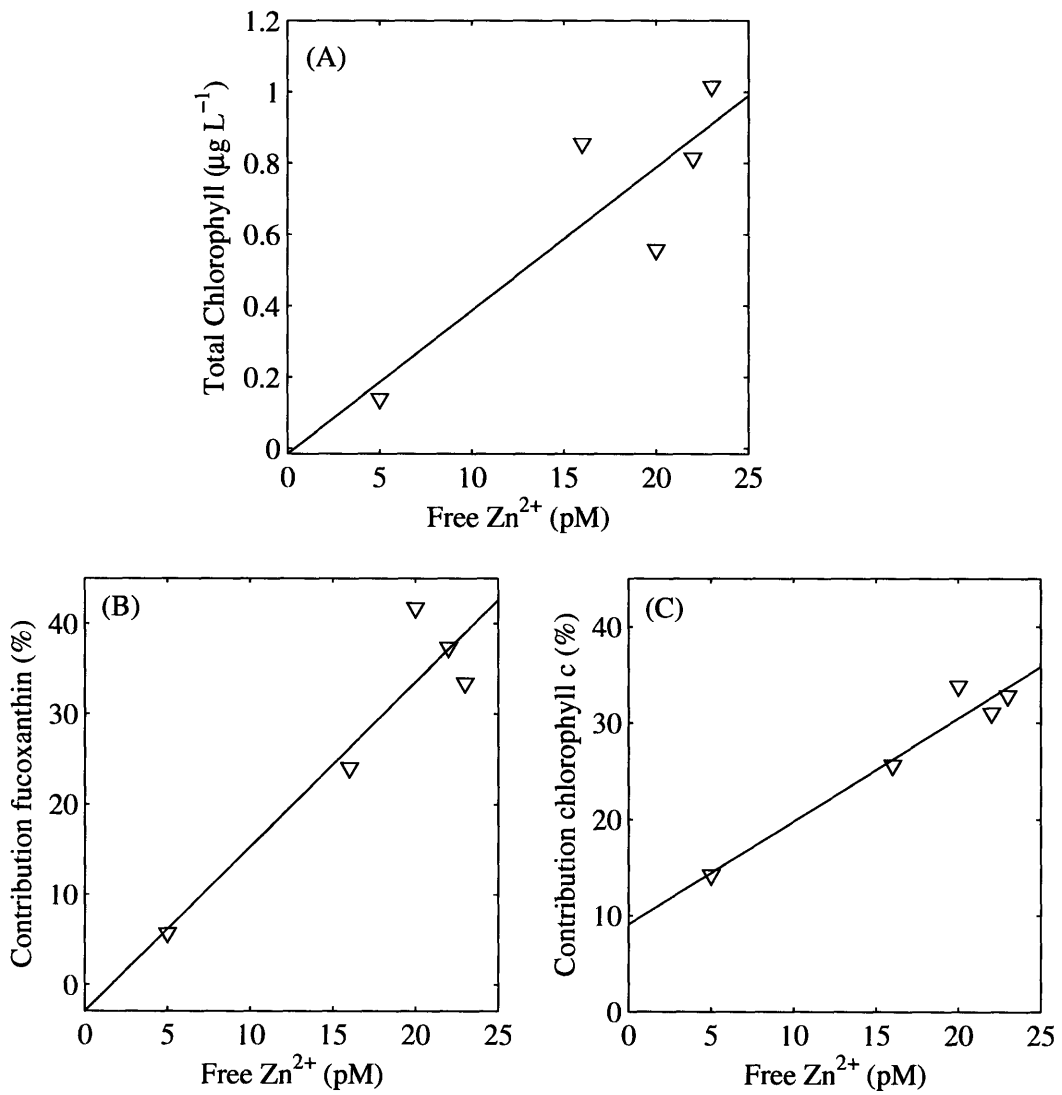 (A)
Total Chlorophyll (µg L⁻¹)
1.2
1
0.8
0.6
0.4
0.2
0
0 5 10 15 20 25
Free Zn²⁺ (pM)
(B)
Contribution fucoxanthin (%)
40
30
20
10
0
0 5 10 15 20 25
Free Zn²⁺ (pM)
(C)
Contribution chlorophyll c (%)
40
30
20
10
0
0 5 10 15 20 25
Free Zn²⁺ (pM)